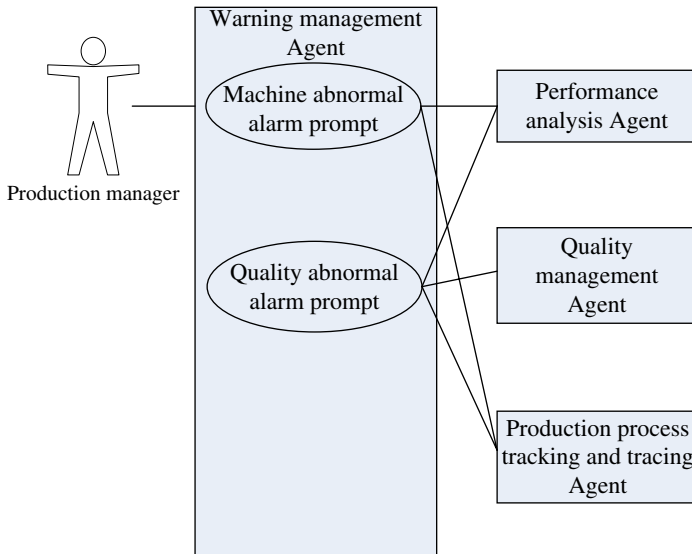 Warning management
Agent
Machine abnormal
alarm prompt
Production manager
Quality abnormal
alarm prompt
Performance
analysis Agent
Quality
management
Agent
Production process
tracking and tracing
Agent